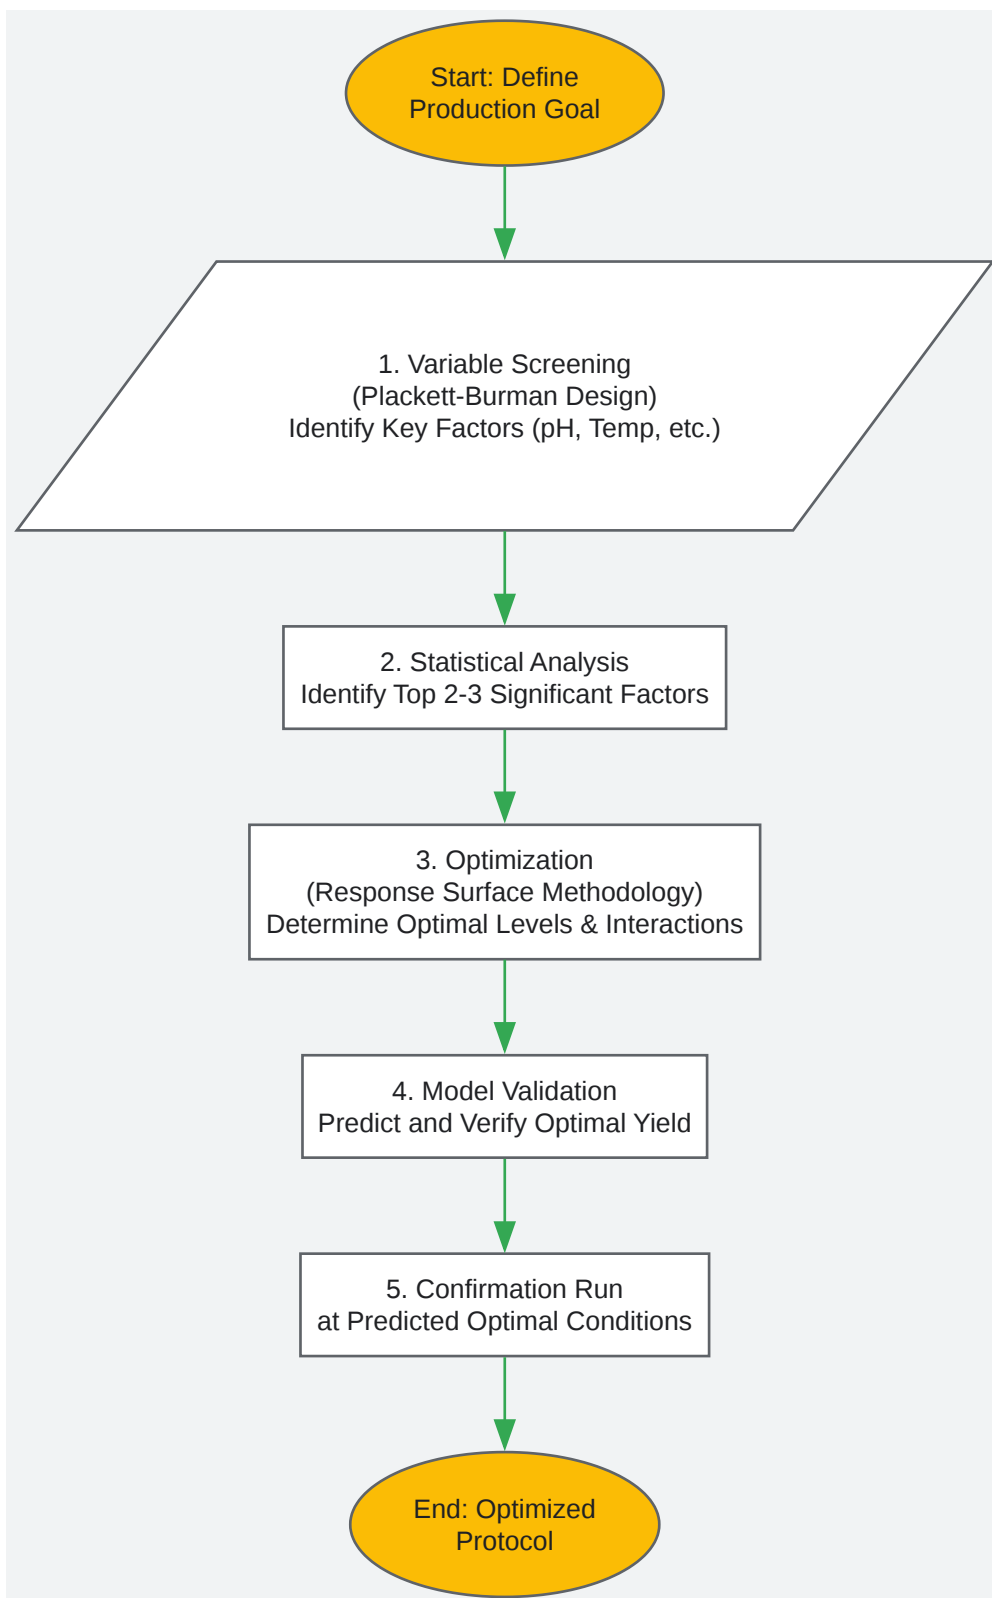 Start: Define
Production Goal
1. Variable Screening
(Plackett-Burman Design)
Identify Key Factors (pH, Temp, etc.)
2. Statistical Analysis
Identify Top 2-3 Significant Factors
3. Optimization
(Response Surface Methodology)
Determine Optimal Levels & Interactions
4. Model Validation
Predict and Verify Optimal Yield
5. Confirmation Run
at Predicted Optimal Conditions
End: Optimized
Protocol